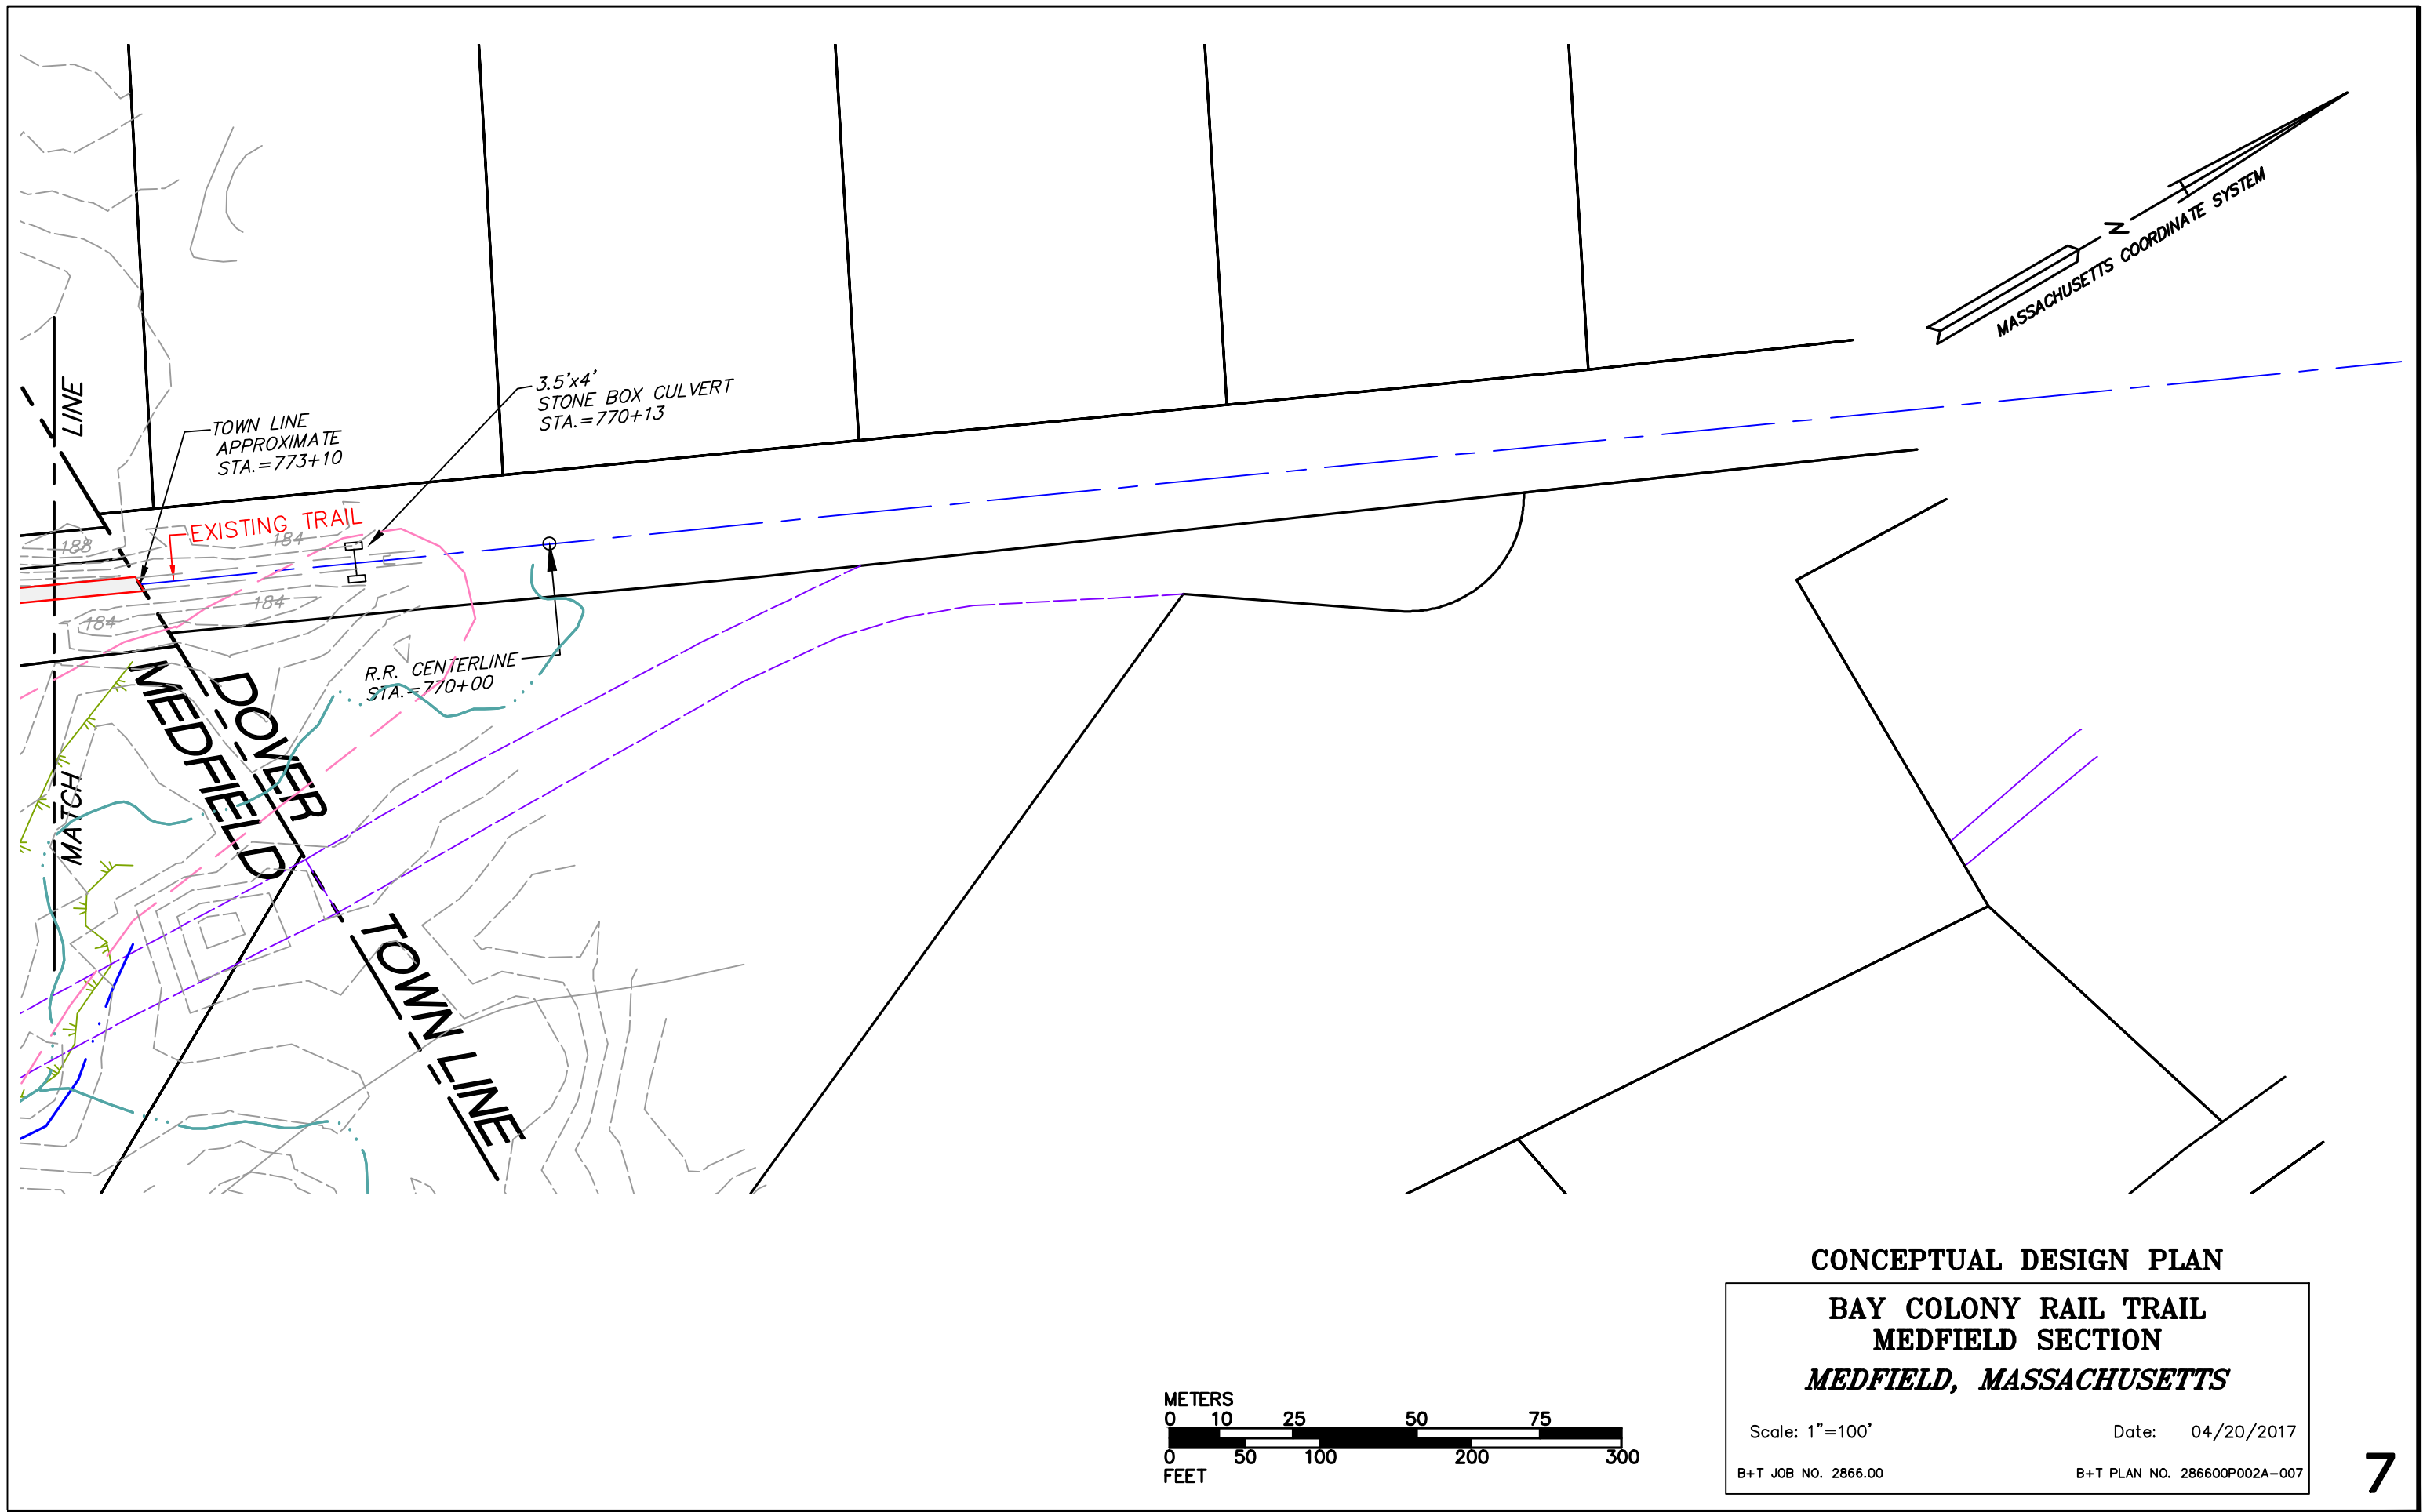 LINE
TOWN LINE
APPROXIMATE
STA.=773+10
3.5'x4'
STONE BOX CULVERT
STA.=770+13
N
MASSACHUSETTS COORDINATE SYSTEM
EXISTING TRAIL
188
184
184
184
R.R. CENTERLINE
STA.=770+00
DOVER
MEDFIELD
MATCH
TOWN LINE
CONCEPTUAL DESIGN PLAN
BAY COLONY RAIL TRAIL
MEDFIELD SECTION
MEDFIELD, MASSACHUSETTS
Scale: 1"=100'
Date: 04/20/2017
B+T JOB NO. 2866.00
B+T PLAN NO. 286600P002A-007
METERS
0 10 25 50 75
0 50 100 200 300
FEET
7